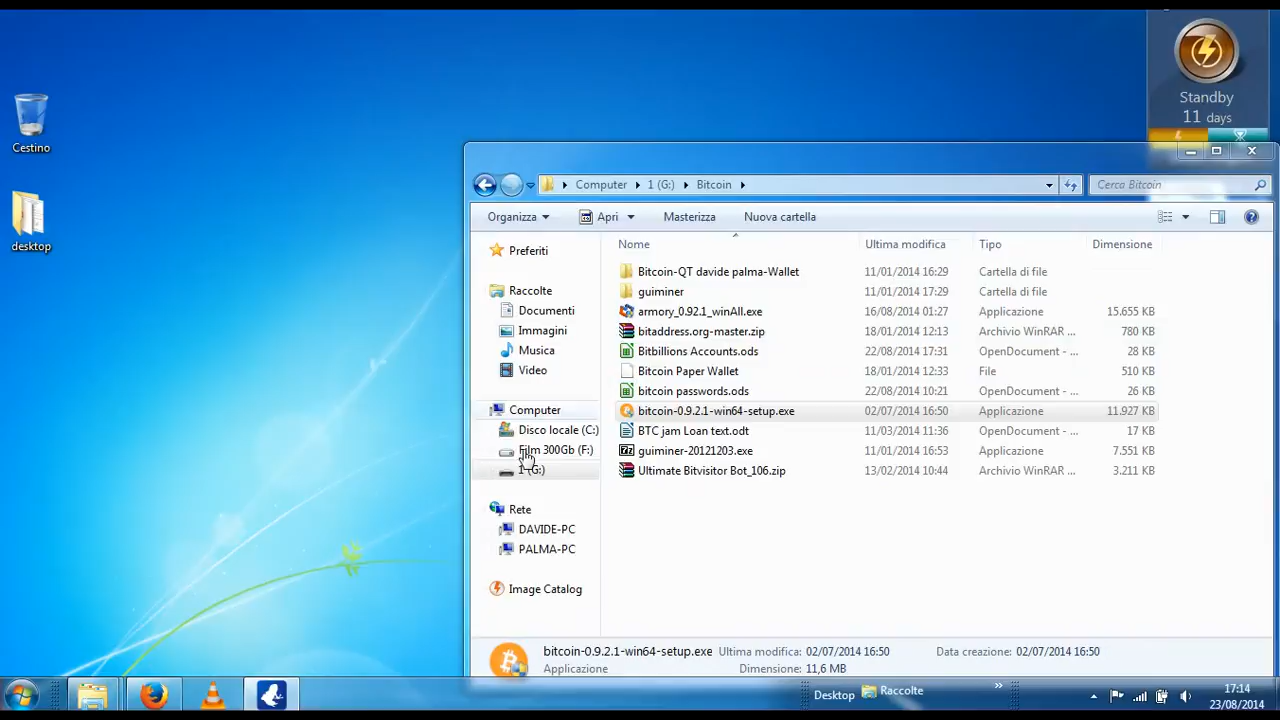 Standby
11 days
Cestino
desktop
Computer 1 (G:) Bitcoin
Cerca Bitcoin
Organizza Apri Masterizza Nuova cartella
Nome Ultima modifica Tipo Dimensione
Preferiti
Raccolte
Documenti
Immagini
Musica
Video
Computer
Disco locale (C:)
Film 300Gb (F:)
1 (G:)
Rete
DAVIDE-PC
PALMA-PC
Image Catalog
Bitcoin-QT davide palma-Wallet 11/01/2014 16:29 Cartella di file
guiminer 11/01/2014 17:29 Cartella di file
armory_0.92.1_winAll.exe 16/08/2014 01:27 Applicazione 15.655 KB
bitaddress.org-master.zip 18/01/2014 12:13 Archivio WinRAR ... 780 KB
Bitbillions Accounts.ods 22/08/2014 17:31 OpenDocument - ... 28 KB
Bitcoin Paper Wallet 18/01/2014 12:33 File 510 KB
bitcoin passwords.ods 22/08/2014 10:21 OpenDocument - ... 26 KB
bitcoin-0.9.2.1-win64-setup.exe 02/07/2014 16:50 Applicazione 11.927 KB
BTC jam Loan text.odt 11/03/2014 11:36 OpenDocument - ... 17 KB
guiminer-20121203.exe 11/01/2014 16:53 Applicazione 7.551 KB
Ultimate Bitvisitor Bot_106.zip 13/02/2014 10:44 Archivio WinRAR ... 3.211 KB
bitcoin-0.9.2.1-win64-setup.exe Ultima modifica: 02/07/2014 16:50 Data creazione: 02/07/2014 16:50
Applicazione Dimensione: 11,6 MB
Desktop Raccolte
17:14
23/08/2014